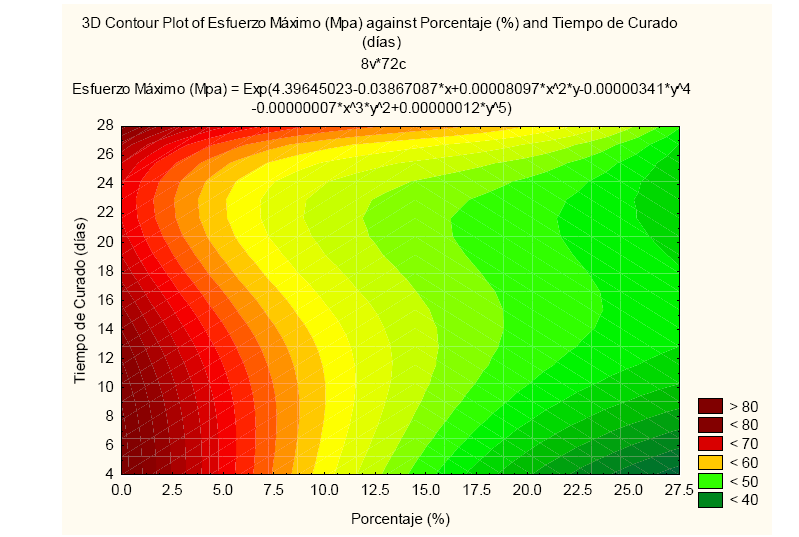 3D Contour Plot of Esfuerzo Máximo (Mpa) against Porcentaje (%) and Tiempo de Curado
(días)
8v*72c
Esfuerzo Máximo (Mpa) = Exp(4.39645023-0.03867087*x+0.00008097*x^2*y-0.00000341*y^4
-0.00000007*x^3*y^2+0.00000012*y^5)
28
26
24
22
20
18
16
14
12
10
8
6
4
Tiempo de Curado (días)
0.0 2.5 5.0 7.5 10.0 12.5 15.0 17.5 20.0 22.5 25.0 27.5
Porcentaje (%)
> 80
< 80
< 70
< 60
< 50
< 40